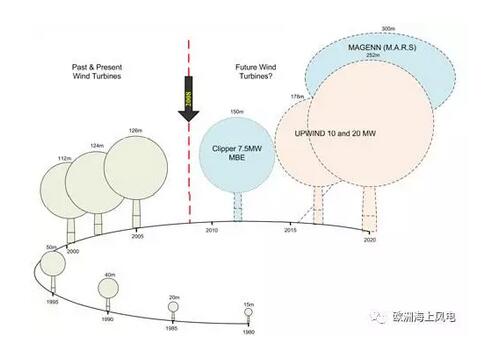 300m
MAGENN (M.A.R.S)
252m
Past & Present
Wind Turbines
Future Wind
Turbines?
2008
178m
150m
126m
124m
112m
Clipper 7.5MW
MBE
UPWIND 10 and 20 MW
2000
2005
2010
2015
2020
50m
40m
20m
15m
1995
1990
1985
1980
欧洲海上风电